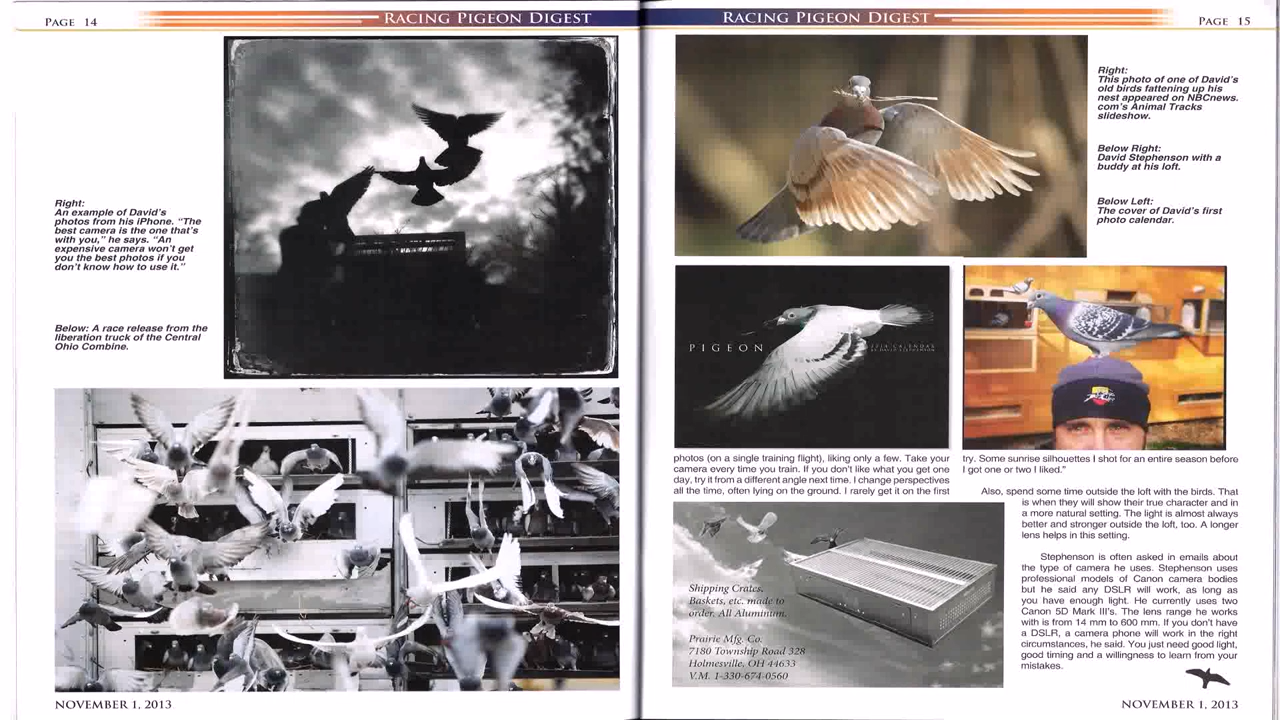 PAGE 14
RACING PIGEON DIGEST
Right:
An example of David's
photos from his iPhone. "The
best camera is the one that's
with you," he says. "An
expensive camera won't get
you the best photos if you
don't know how to use it."
Below: A race release from the
liberation truck of the Central
Ohio Combine.
NOVEMBER 1, 2013
RACING PIGEON DIGEST
PAGE 15
Right:
This photo of one of David's
old birds fattening up his
nest appeared on NBCnews.
com's Animal Tracks
slideshow.
Below Right:
David Stephenson with a
buddy at his loft.
Below Left:
The cover of David's first
photo calendar.
PIGEON
2014 CALENDAR
BY DAVID STEPHENSON
photos (on a single training flight), liking only a few. Take your
camera every time you train. If you don't like what you get one
day, try it from a different angle next time. I change perspectives
all the time, often lying on the ground. I rarely get it on the first
try. Some sunrise silhouettes I shot for an entire season before
I got one or two I liked."
Also, spend some time outside the loft with the birds. That
is when they will show their true character and in
a more natural setting. The light is almost always
better and stronger outside the loft, too. A longer
lens helps in this setting.
Stephenson is often asked in emails about
the type of camera he uses. Stephenson uses
professional models of Canon camera bodies
but he said any DSLR will work, as long as
you have enough light. He currently uses two
Canon 5D Mark III's. The lens range he works
with is from 14 mm to 600 mm. If you don't have
a DSLR, a camera phone will work in the right
circumstances, he said. You just need good light,
good timing and a willingness to learn from your
mistakes.
Shipping Crates,
Baskets, etc. made to
order. All Aluminum.
Prairie Mfg. Co.
7180 Township Road 328
Holmesville, OH 44633
V.M. 1-330-674-0560
NOVEMBER 1, 2013